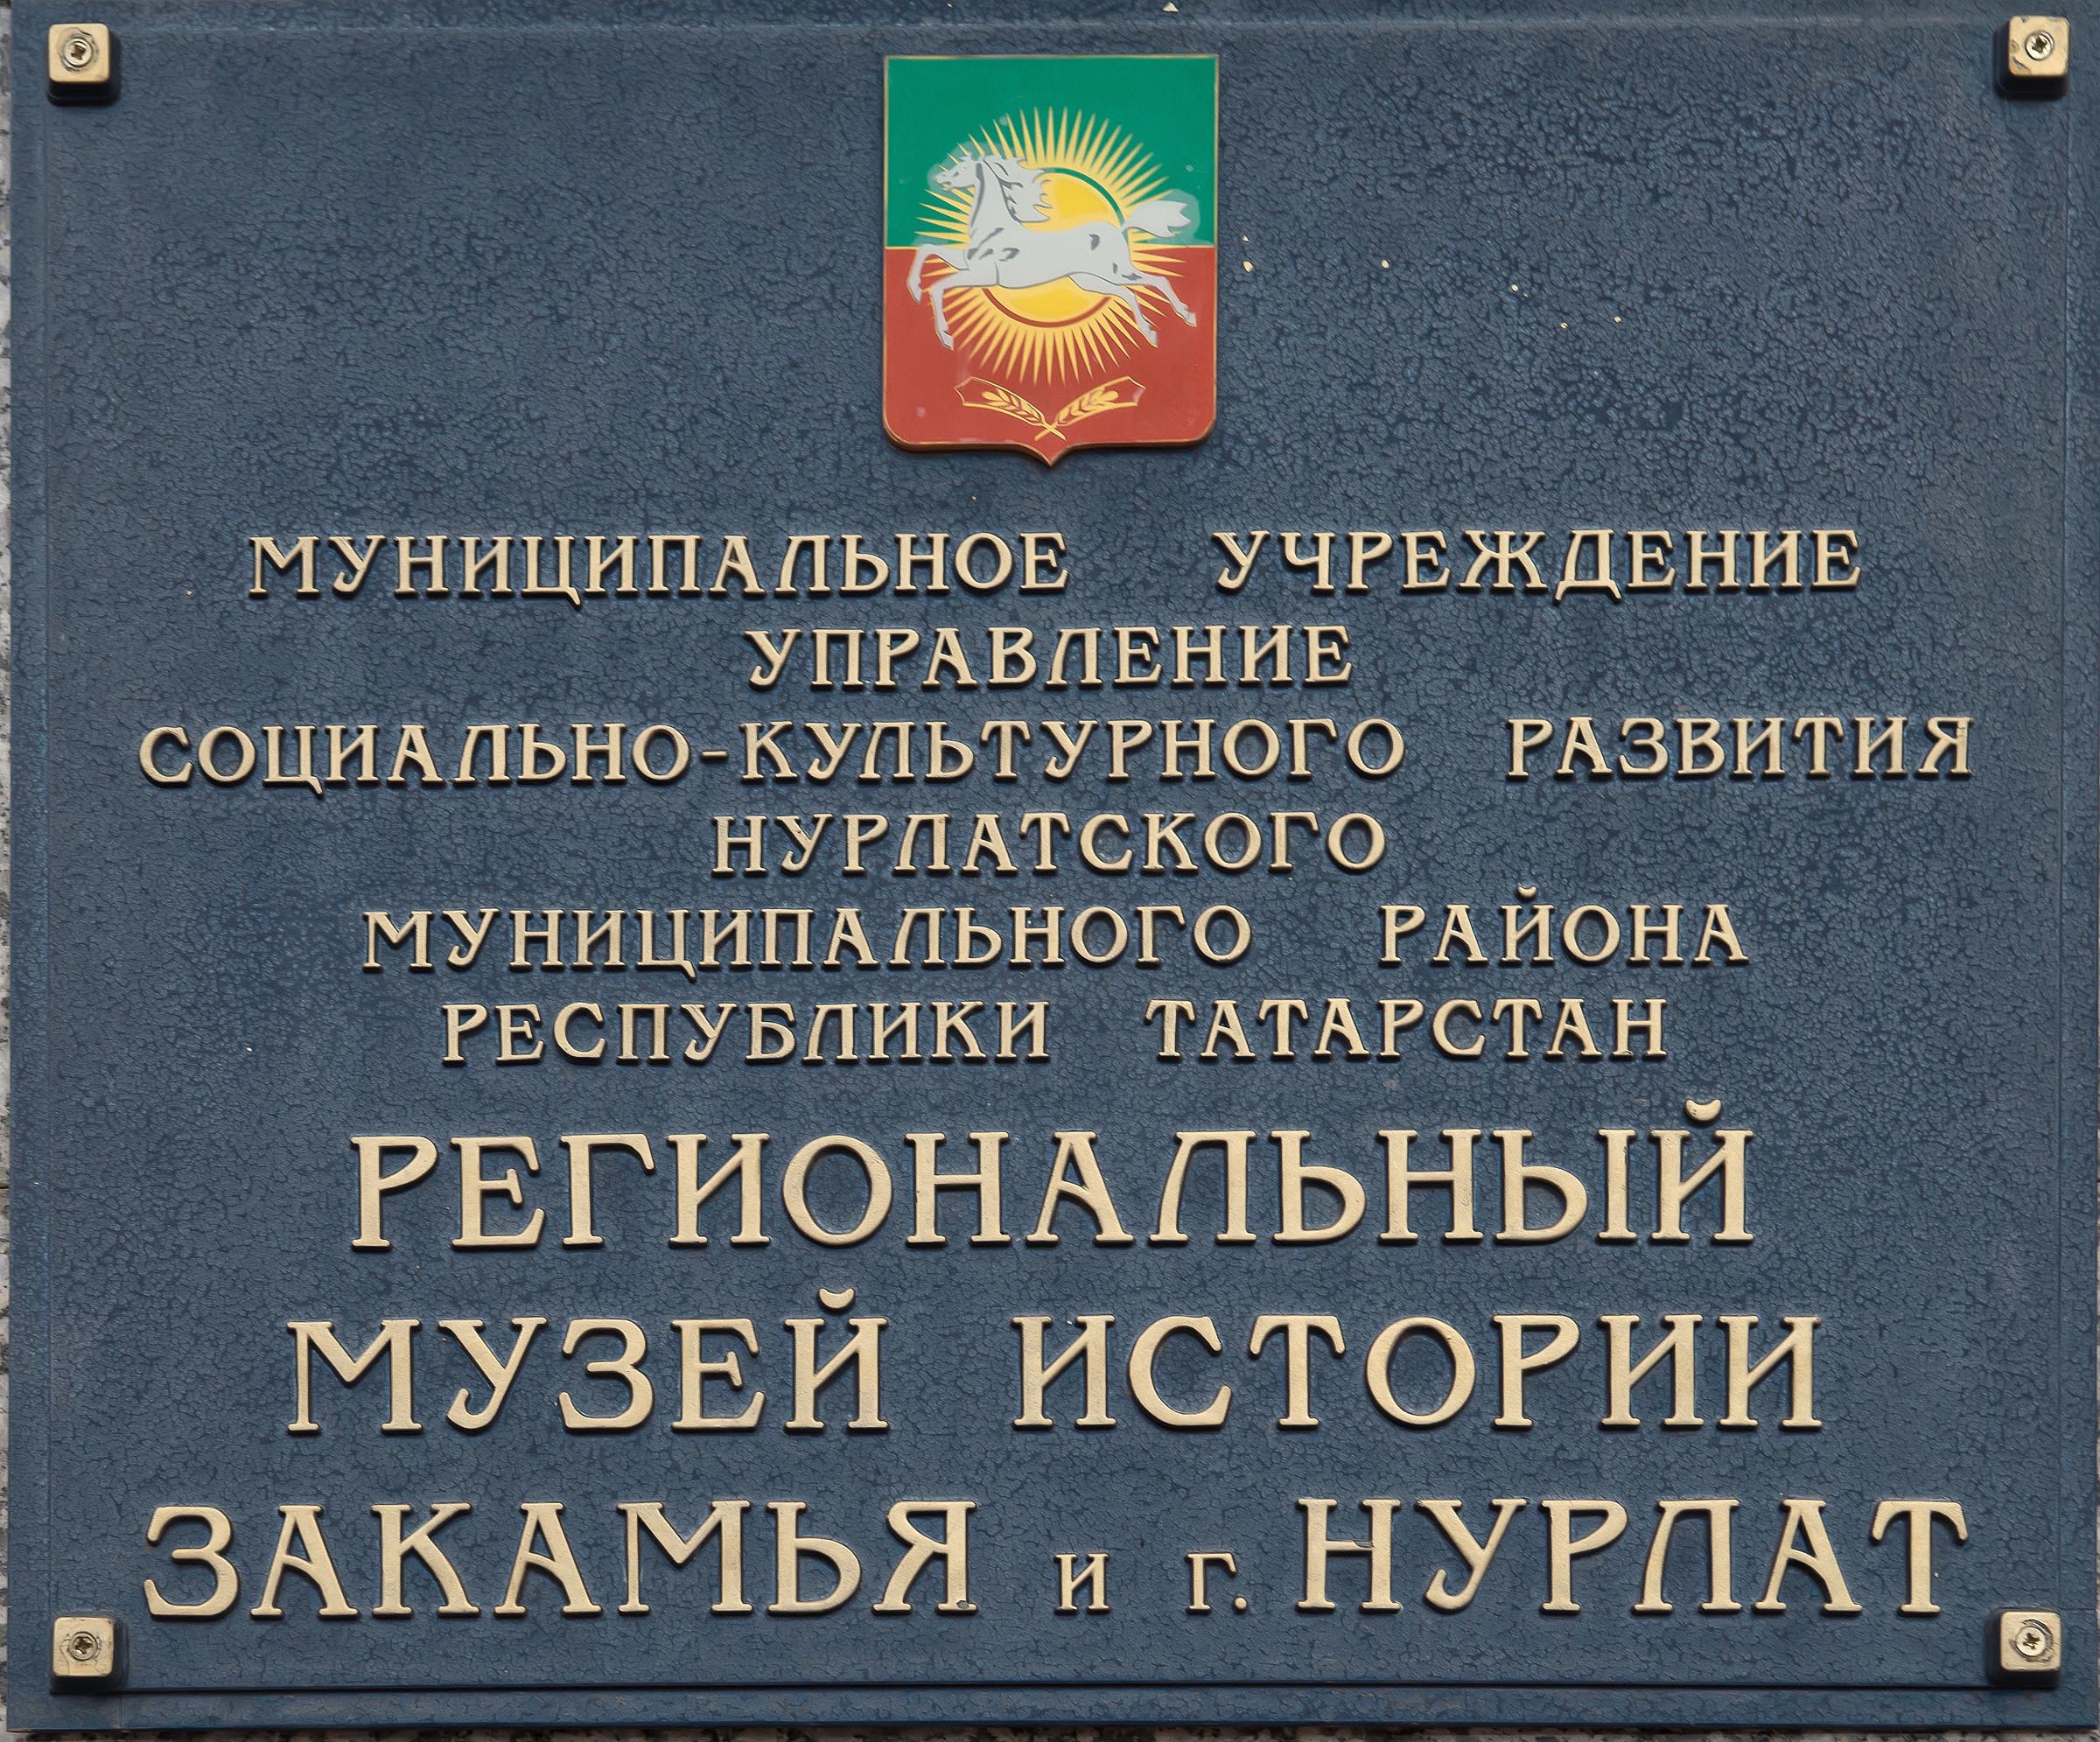 МУНИЦИПАЛЬНОЕ УЧРЕЖДЕНИЕ
УПРАВЛЕНИЕ
СОЦИАЛЬНО-КУЛЬТУРНОГО РАЗВИТИЯ
НУРЛАТСКОГО
МУНИЦИПАЛЬНОГО РАЙОНА
РЕСПУБЛИКИ ТАТАРСТАН
РЕГИОНАЛЬНЫЙ
МУЗЕЙ ИСТОРИИ
ЗАКАМЬЯ и г. НУРЛАТ